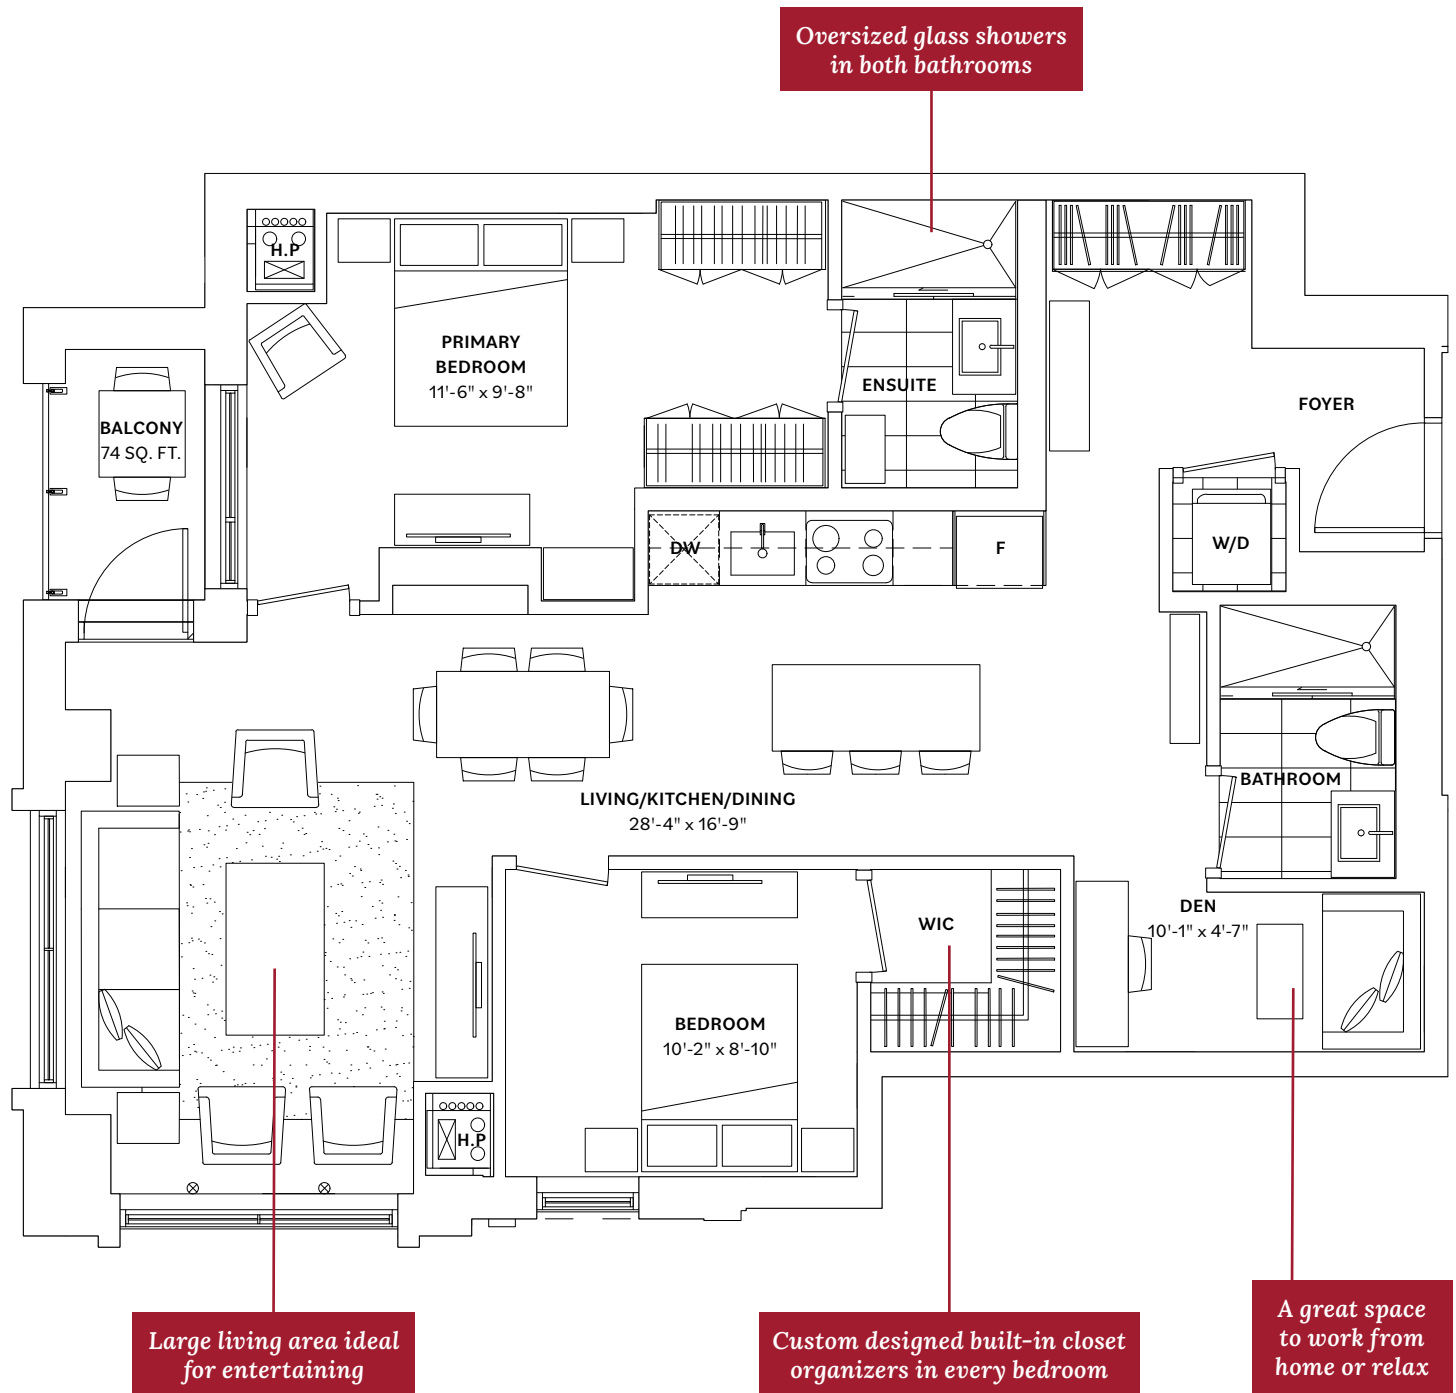 Oversized glass showers
in both bathrooms
H.P
PRIMARY
BEDROOM
11'-6" x 9'-8"
ENSUITE
FOYER
BALCONY
74 SQ. FT.
DW
F
W/D
BATHROOM
LIVING/KITCHEN/DINING
28'-4" x 16'-9"
DEN
10'-1" x 4'-7"
WIC
BEDROOM
10'-2" x 8'-10"
H.P
Large living area ideal
for entertaining
Custom designed built-in closet
organizers in every bedroom
A great space
to work from
home or relax